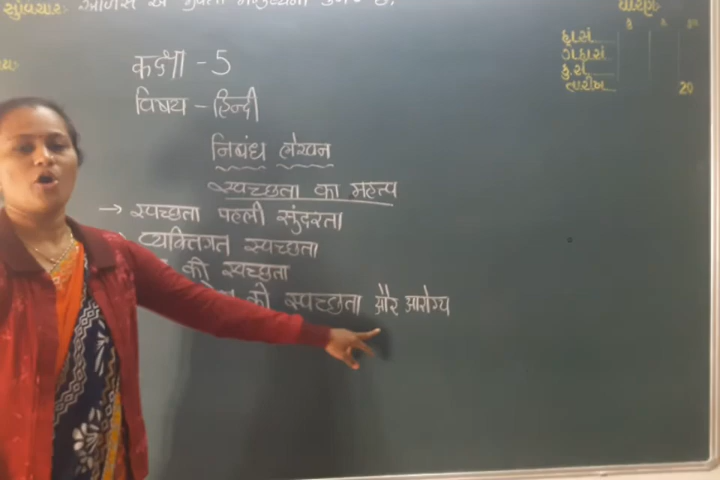 સુવિચારઃ
કક્ષા - 5
विषय - हिन्दी
निबंध लेखन
स्वच्छता का महत्व
→ स्वच्छता पहली सुंदरता
व्यक्तिगत स्वच्छता
की स्वच्छता
की स्वच्छता और आरोग्य
હાસં
ગ.હાસં
કુ.સં
તારીખ 20